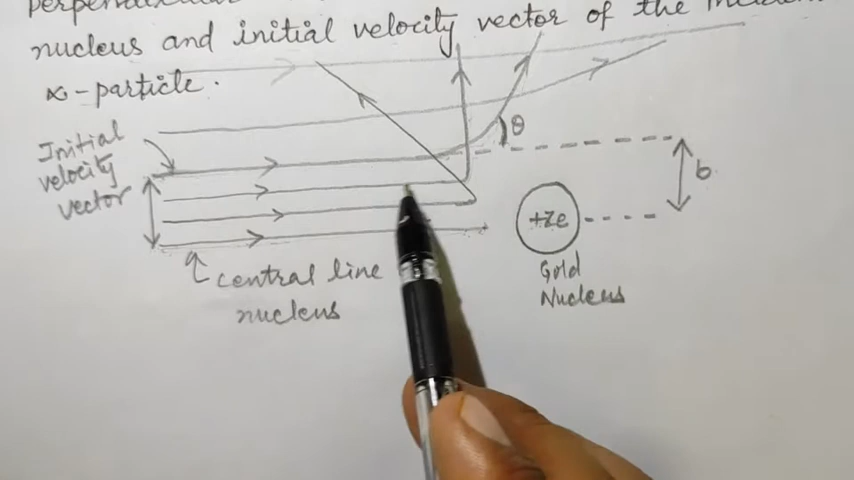 nucleus and initial velocity vector of the
α-particle.
Initial
velocity
vector
θ
b
+Ze
central line
nucleus
Gold
Nucleus